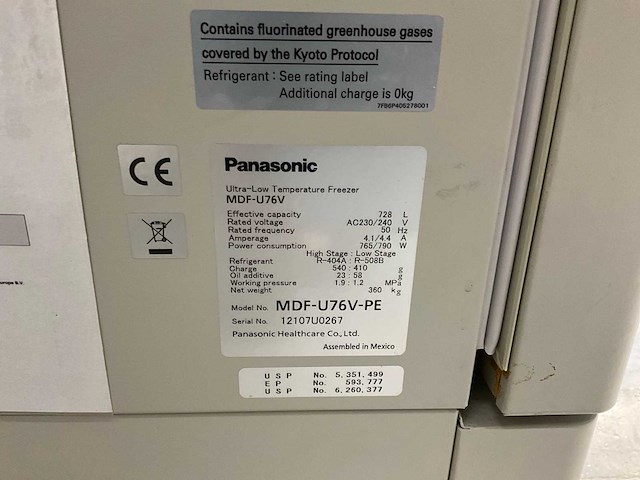 Contains fluorinated greenhouse gases
covered by the Kyoto Protocol
Refrigerant : See rating label
Additional charge is 0kg
7FB6P405278001
CE
Panasonic
Ultra-Low Temperature Freezer
MDF-U76V
Effective capacity 728 L
Rated voltage AC230/240 V
Rated frequency 50 Hz
Amperage 4.1/4.4 A
Power consumption 765/790 W
High Stage : Low Stage
Refrigerant R-404A : R-508B
Charge 540 : 410 g
Oil additive 23 : 58 g
Working pressure 1.9 : 1.2 MPa
Net weight 360 kg
Model No. MDF-U76V-PE
Serial No. 12107U0267
Panasonic Healthcare Co., Ltd.
Assembled in Mexico
USP No. 5,351,499
EP No. 593,777
USP No. 6,260,377